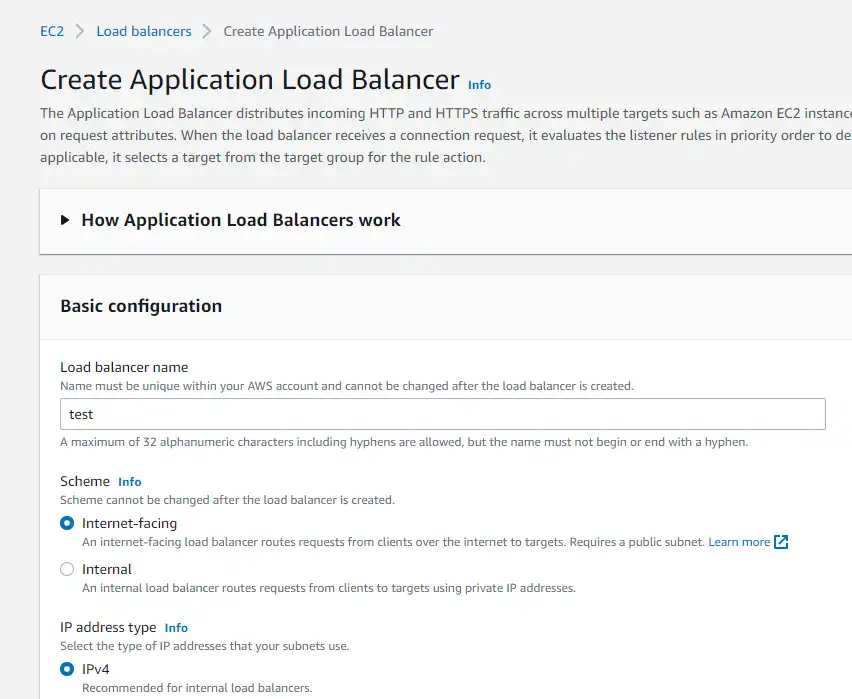 EC2 > Load balancers > Create Application Load Balancer
Create Application Load Balancer Info
The Application Load Balancer distributes incoming HTTP and HTTPS traffic across multiple targets such as Amazon EC2
on request attributes. When the load balancer receives a connection request, it evaluates the listener rules in priority order to
applicable, it selects a target from the target group for the rule action.
How Application Load Balancers work
Basic configuration
Load balancer name
Name must be unique within your AWS account and cannot be changed after the load balancer is created.
test
A maximum of 32 alphanumeric characters including hyphens are allowed, but the name must not begin or end with a hyphen.
Scheme Info
Scheme cannot be changed after the load balancer is created.
Internet-facing
An internet-facing load balancer routes requests from clients over the internet to targets. Requires a public subnet. Learn more
Internal
An internal load balancer routes requests from clients to targets using private IP addresses.
IP address type Info
Select the type of IP addresses that your subnets use.
IPv4
Recommended for internal load balancers.